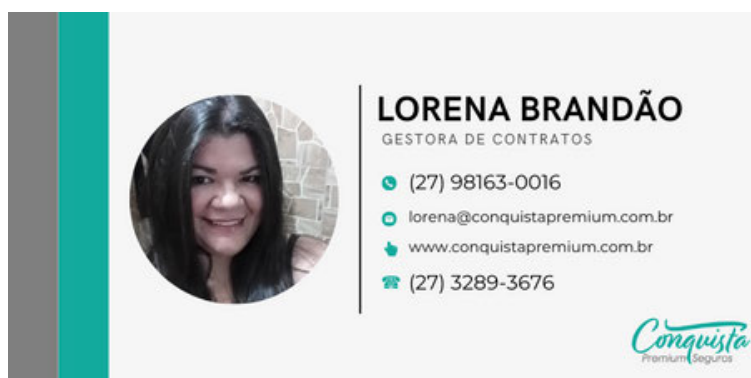 LORENA BRANDÃO
GESTORA DE CONTRATOS
(27) 98163-0016
lorena@conquistapremium.com.br
www.conquistapremium.com.br
(27) 3289-3676
Conquista
Premium Seguros